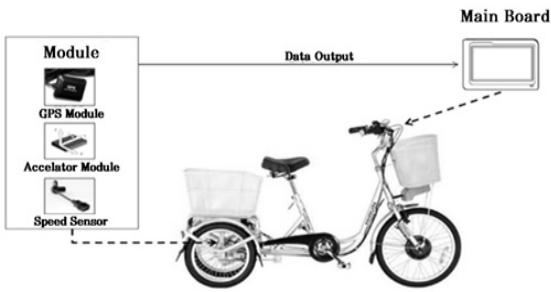 Main Board
Module
Data Output
GPS Module
Accelator Module
Speed Sensor